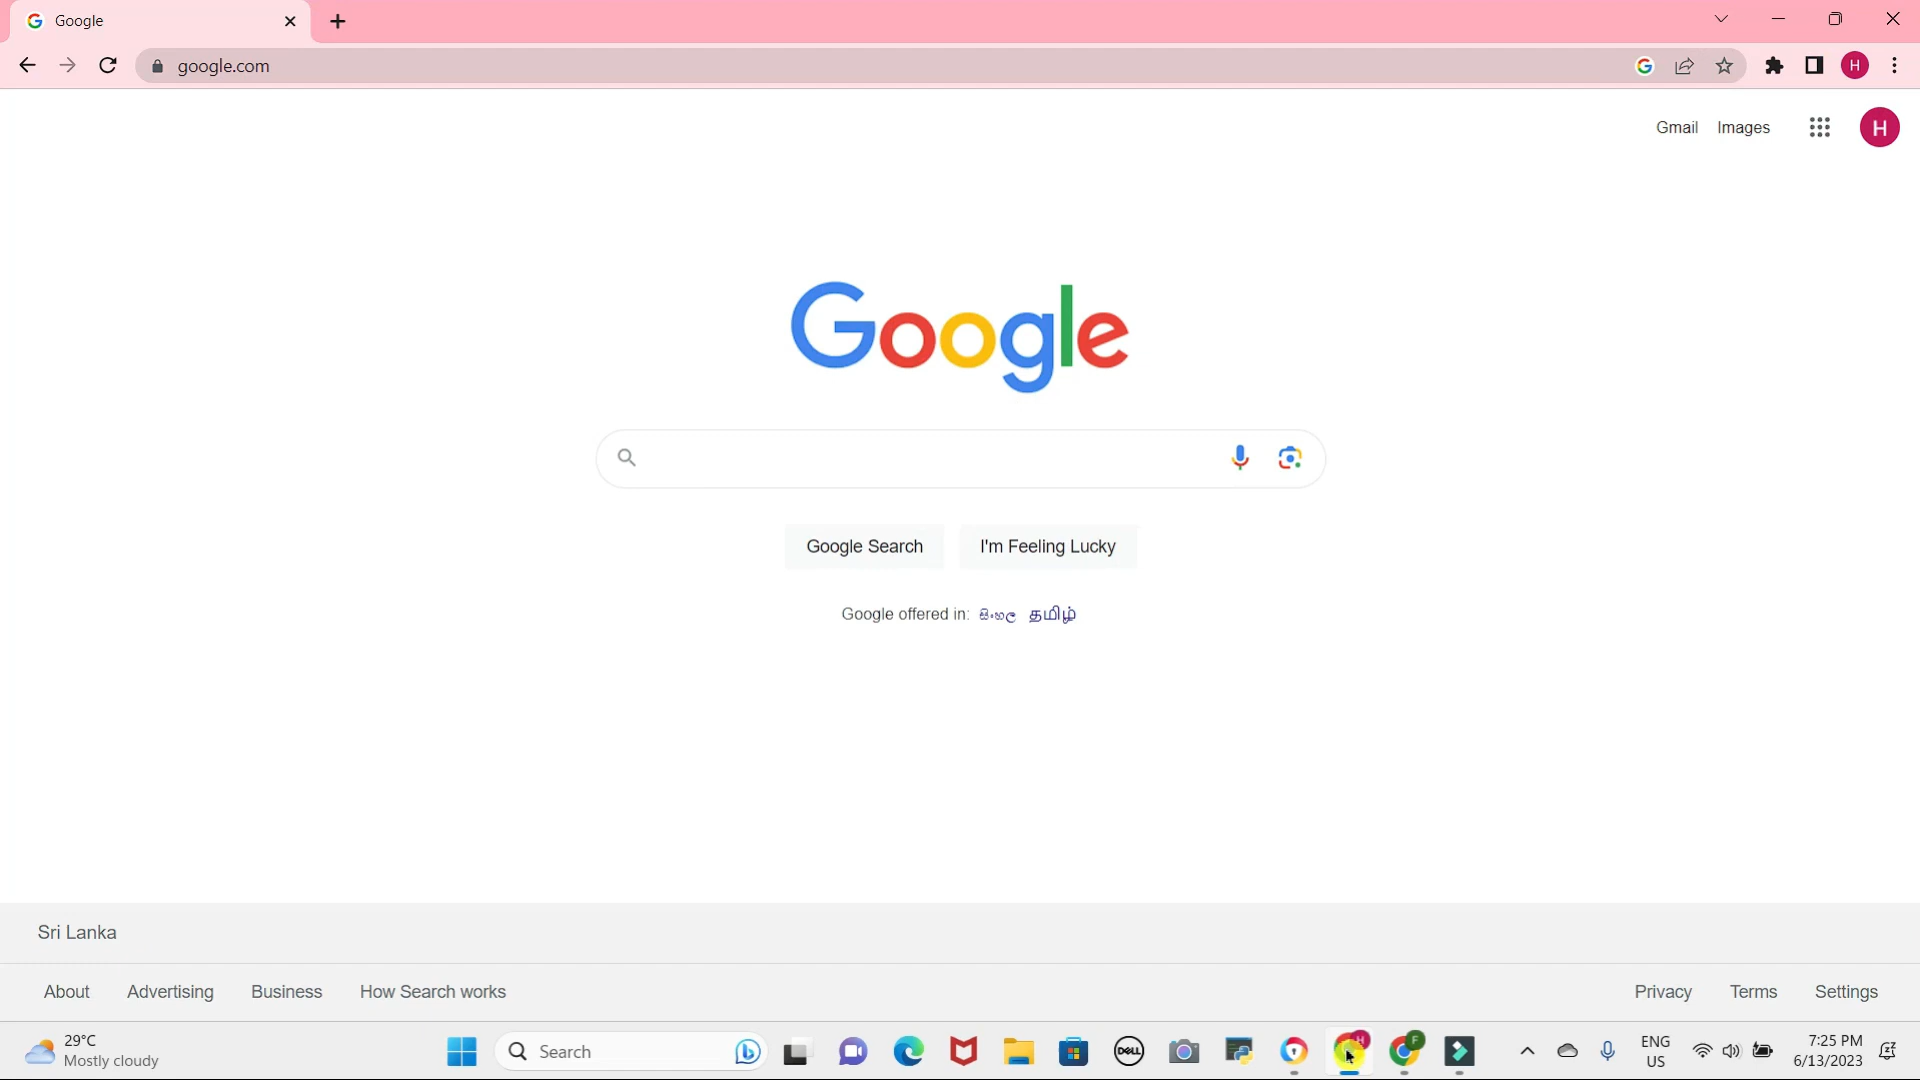 Google
google.com
H
Gmail Images
H
Google
Google Search I'm Feeling Lucky
Google offered in: සිංහල தமிழ்
Sri Lanka
About Advertising Business How Search works Privacy Terms Settings
29°C
Mostly cloudy
Search
DELL
H
F
ENG
US
7:25 PM
6/13/2023